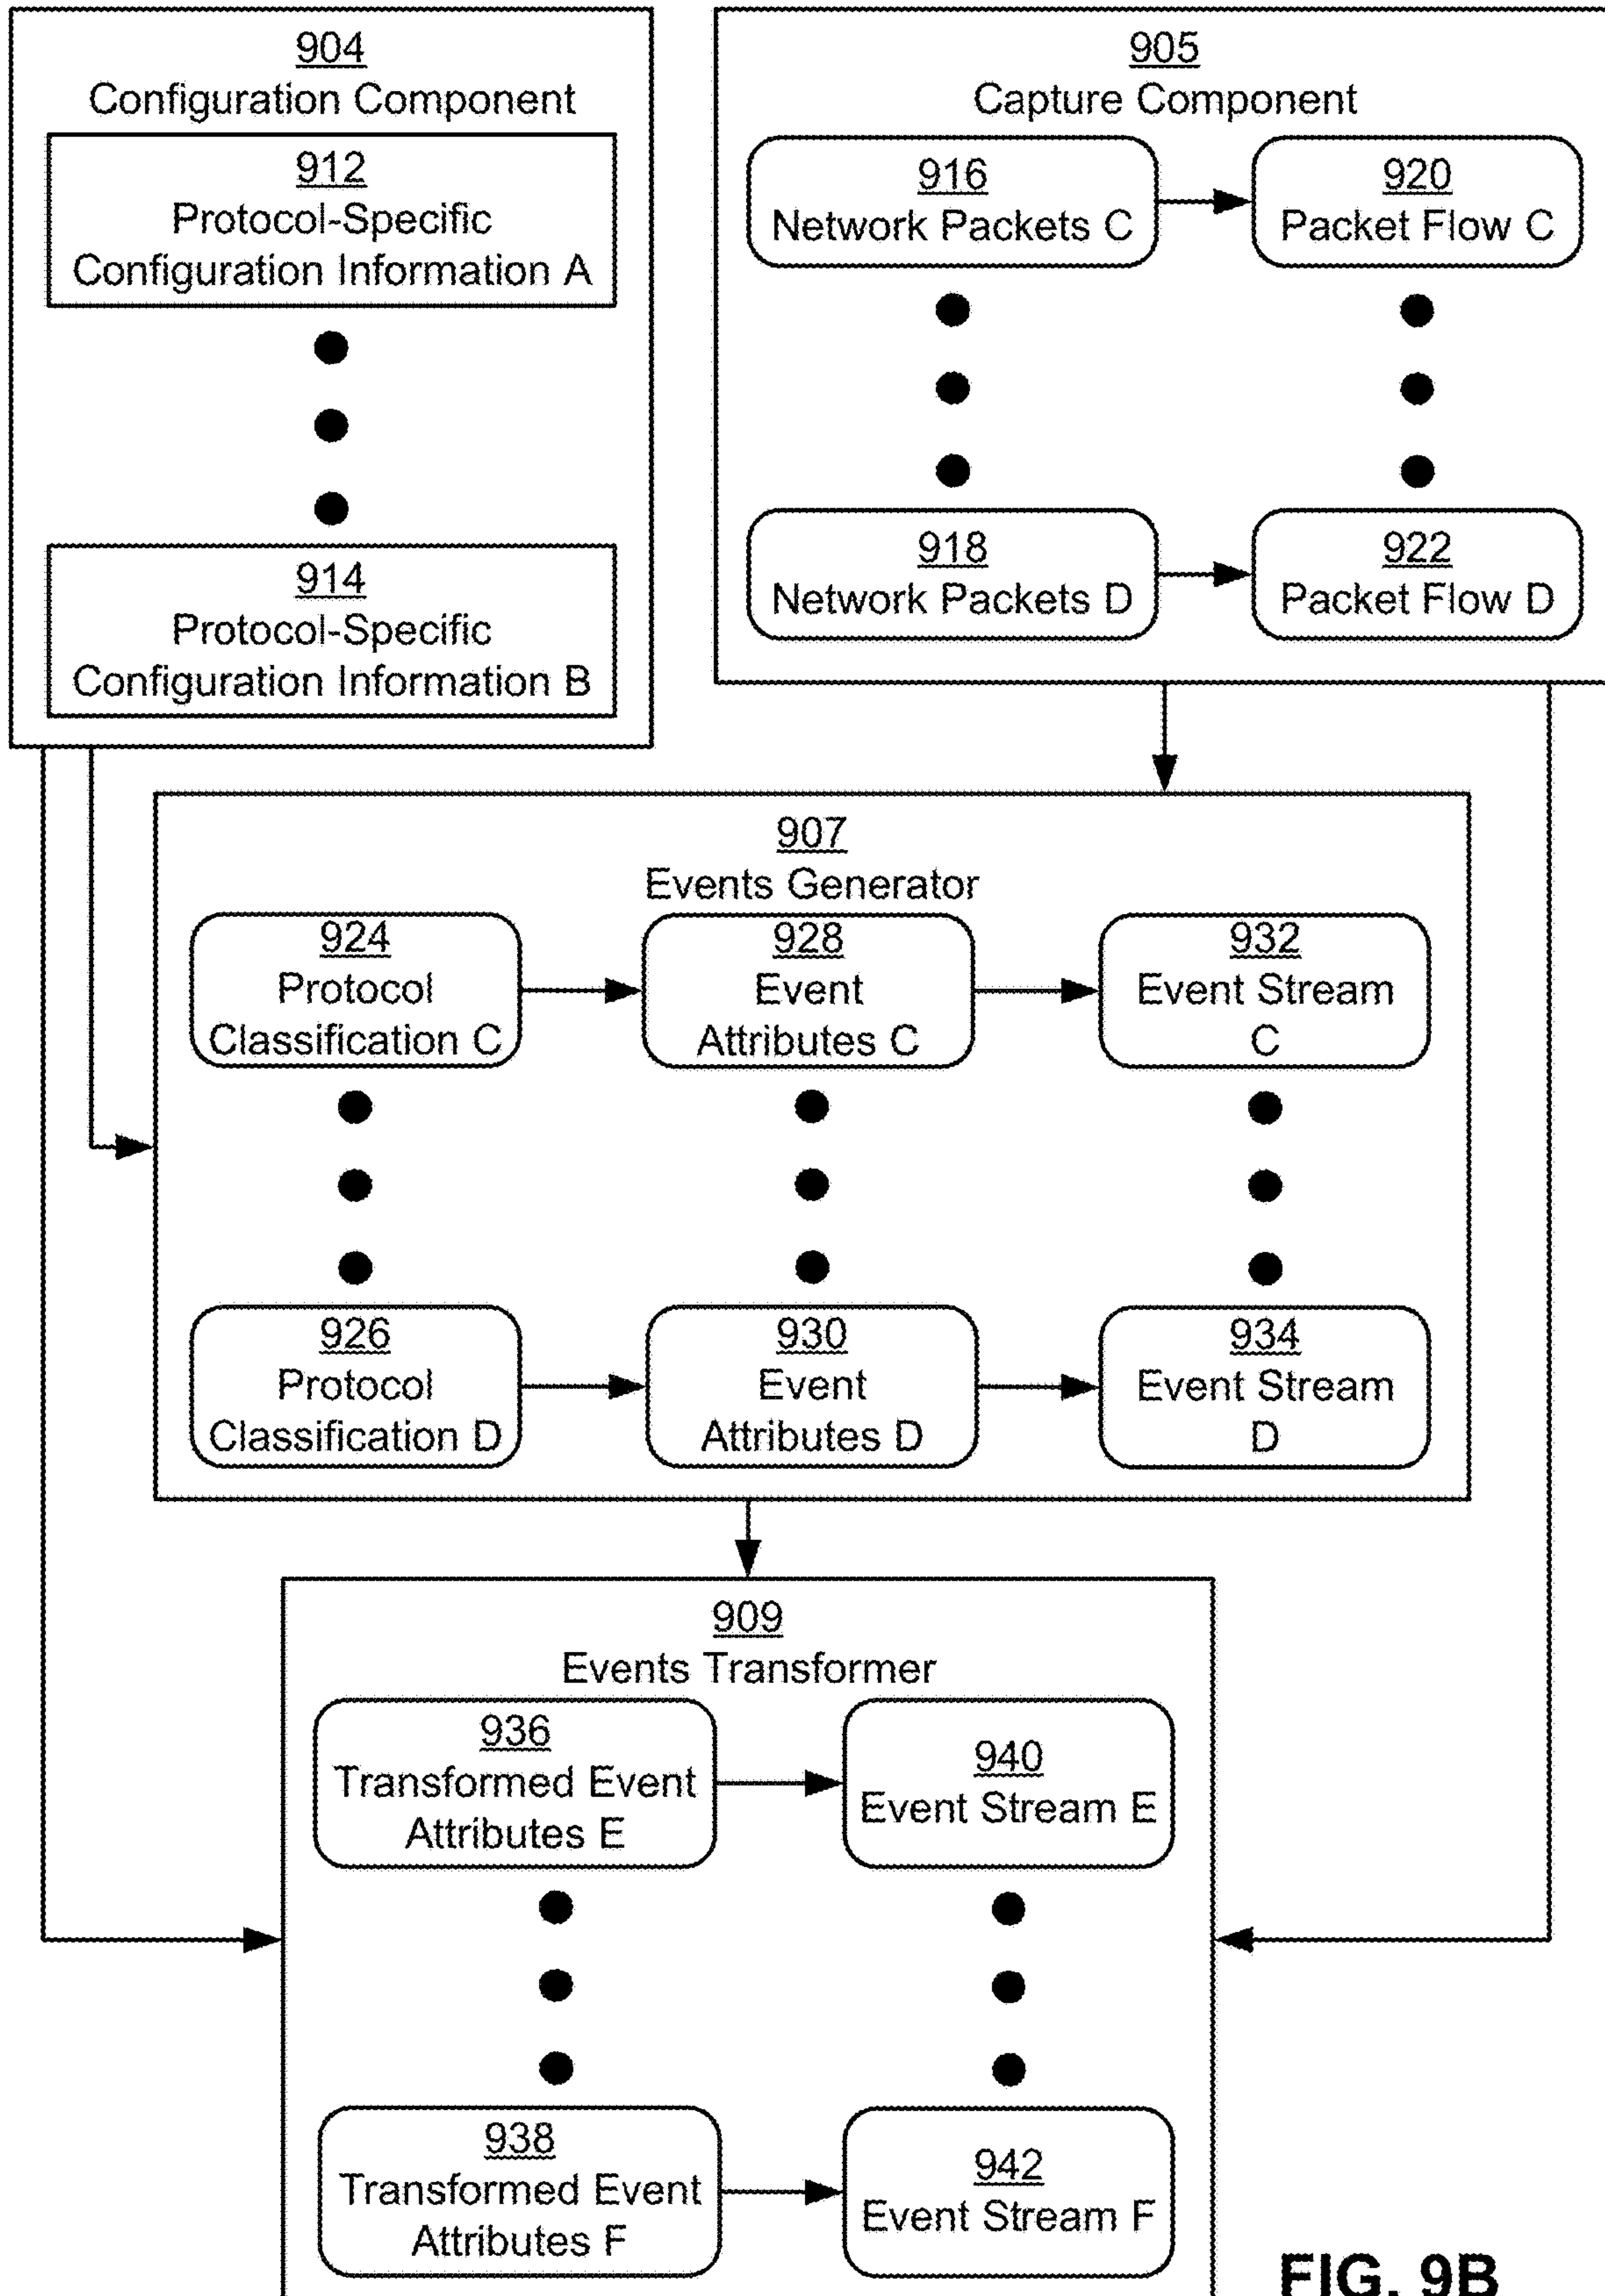 904
Configuration Component
912
Protocol-Specific
Configuration Information A
914
Protocol-Specific
Configuration Information B
905
Capture Component
916
Network Packets C
920
Packet Flow C
918
Network Packets D
922
Packet Flow D
907
Events Generator
924
Protocol
Classification C
928
Event
Attributes C
932
Event Stream
C
926
Protocol
Classification D
930
Event
Attributes D
934
Event Stream
D
909
Events Transformer
936
Transformed Event
Attributes E
940
Event Stream E
938
Transformed Event
Attributes F
942
Event Stream F
FIG. 9B